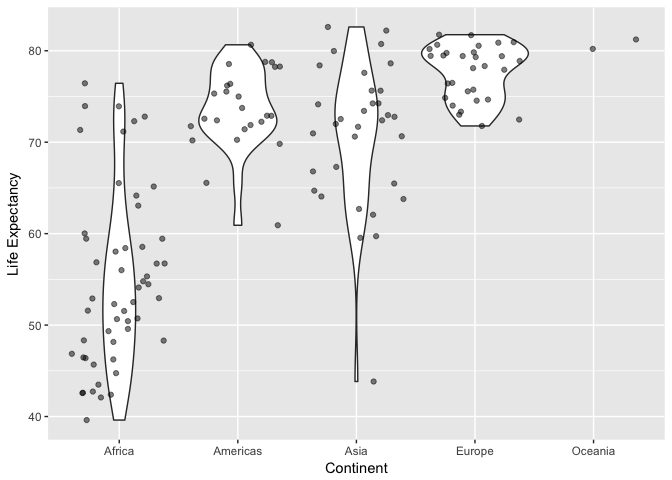 80
70
60
50
40
Life Expectancy
Africa
Americas
Asia
Europe
Oceania
Continent